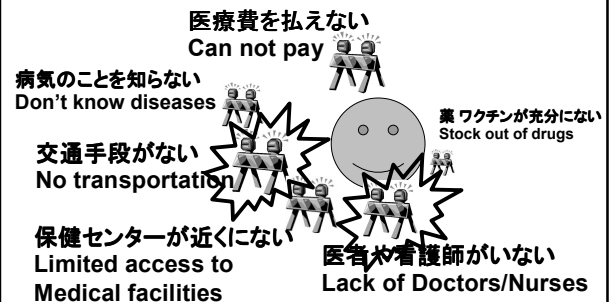 医療費を払えない
Can not pay
病気のことを知らない
Don't know diseases
薬 ワクチンが充分にない
Stock out of drugs
交通手段がない
No transportation
保健センターが近くにない
Limited access to
Medical facilities
医者や看護師がいない
Lack of Doctors/Nurses